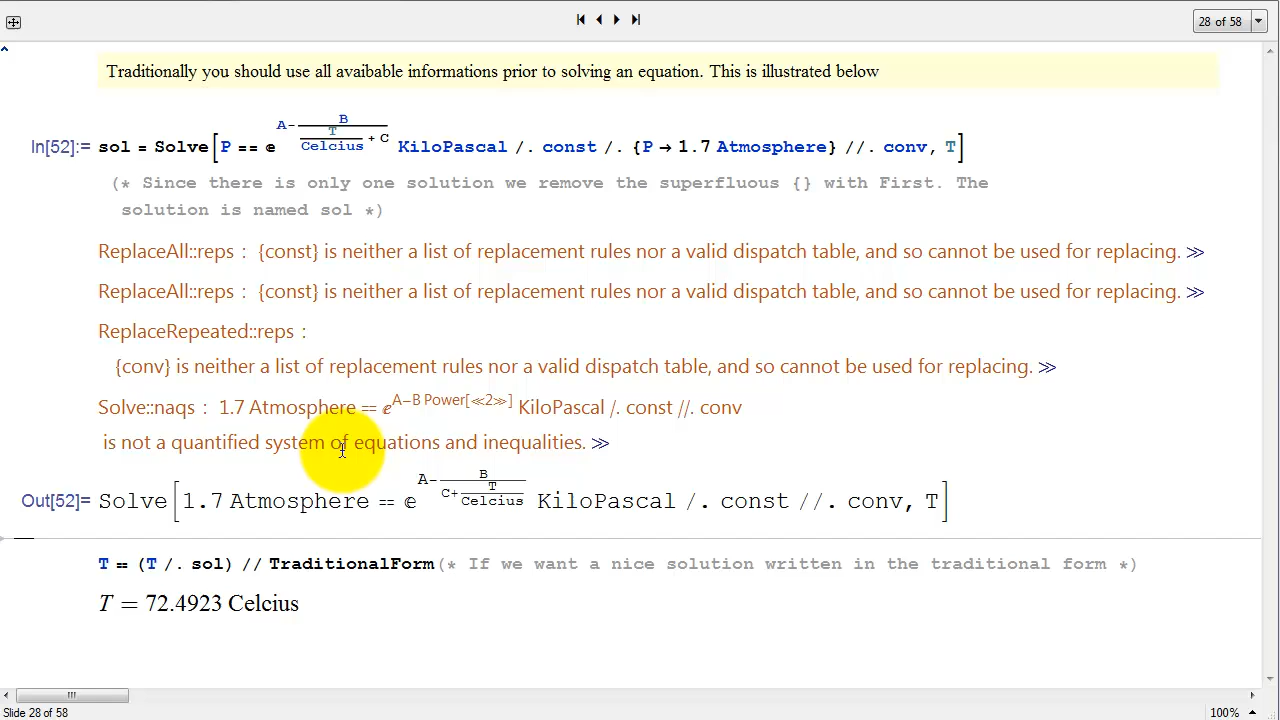 28 of 58
Traditionally you should use all avaibable informations prior to solving an equation. This is illustrated below
In[52]:= sol = Solve[P == e^(A - B/(T/Celcius + C)) KiloPascal /. const /. {P → 1.7 Atmosphere} //. conv, T]
(* Since there is only one solution we remove the superfluous {} with First. The
solution is named sol *)
ReplaceAll::reps : {const} is neither a list of replacement rules nor a valid dispatch table, and so cannot be used for replacing. ≫
ReplaceAll::reps : {const} is neither a list of replacement rules nor a valid dispatch table, and so cannot be used for replacing. ≫
ReplaceRepeated::reps :
{conv} is neither a list of replacement rules nor a valid dispatch table, and so cannot be used for replacing. ≫
Solve::naqs : 1.7 Atmosphere == e^(A-B Power[≪2≫]) KiloPascal /. const //. conv
is not a quantified system of equations and inequalities. ≫
Out[52]= Solve[1.7 Atmosphere == e^(A - B/(C + T/Celcius)) KiloPascal /. const //. conv, T]
T == (T /. sol) // TraditionalForm(* If we want a nice solution written in the traditional form *)
T = 72.4923 Celcius
Slide 28 of 58
100%